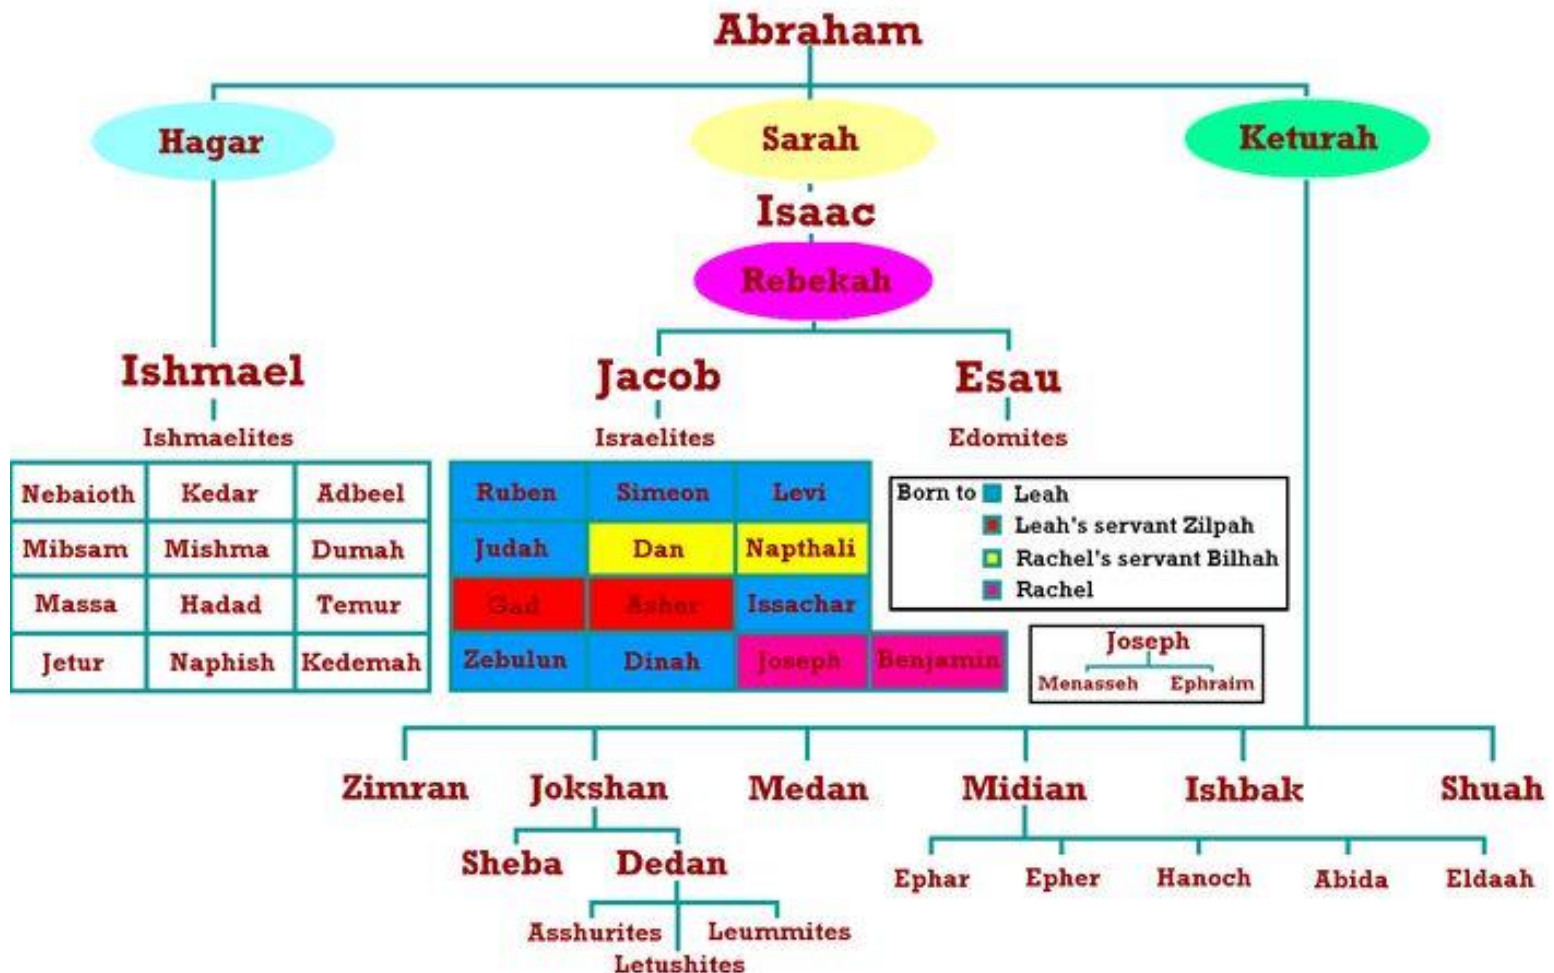 Abraham
Hagar Sarah Keturah
Isaac
Rebekah
Ishmael Jacob Esau
Ishmaelites Israelites Edomites
Nebaioth Kedar Adbeel
Mibsam Mishma Dumah
Massa Hadad Temur
Jetur Naphish Kedemah
Ruben Simeon Levi
Judah Dan Napthali
Gad Asher Issachar
Zebulun Dinah Joseph Benjamin
Born to Leah
Leah's servant Zilpah
Rachel's servant Bilhah
Rachel
Joseph
Menasseh Ephraim
Zimran Jokshan Medan Midian Ishbak Shuah
Sheba Dedan
Ephar Epher Hanoch Abida Eldaah
Asshurites Leummites
Letushites